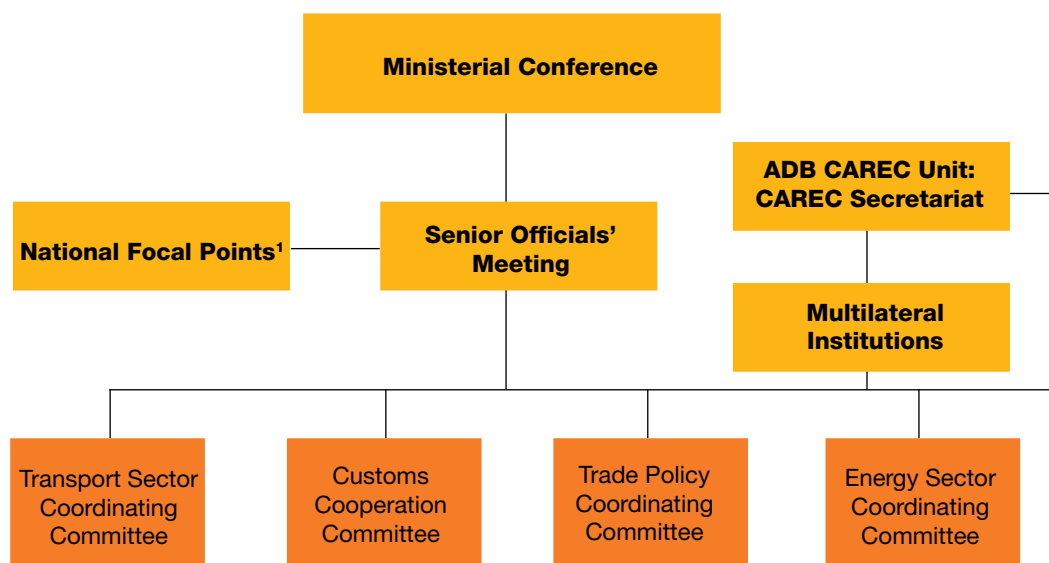 Ministerial Conference
ADB CAREC Unit:
CAREC Secretariat
National Focal Points¹
Senior Officials’
Meeting
Multilateral
Institutions
Transport Sector
Coordinating
Committee
Customs
Cooperation
Committee
Trade Policy
Coordinating
Committee
Energy Sector
Coordinating
Committee